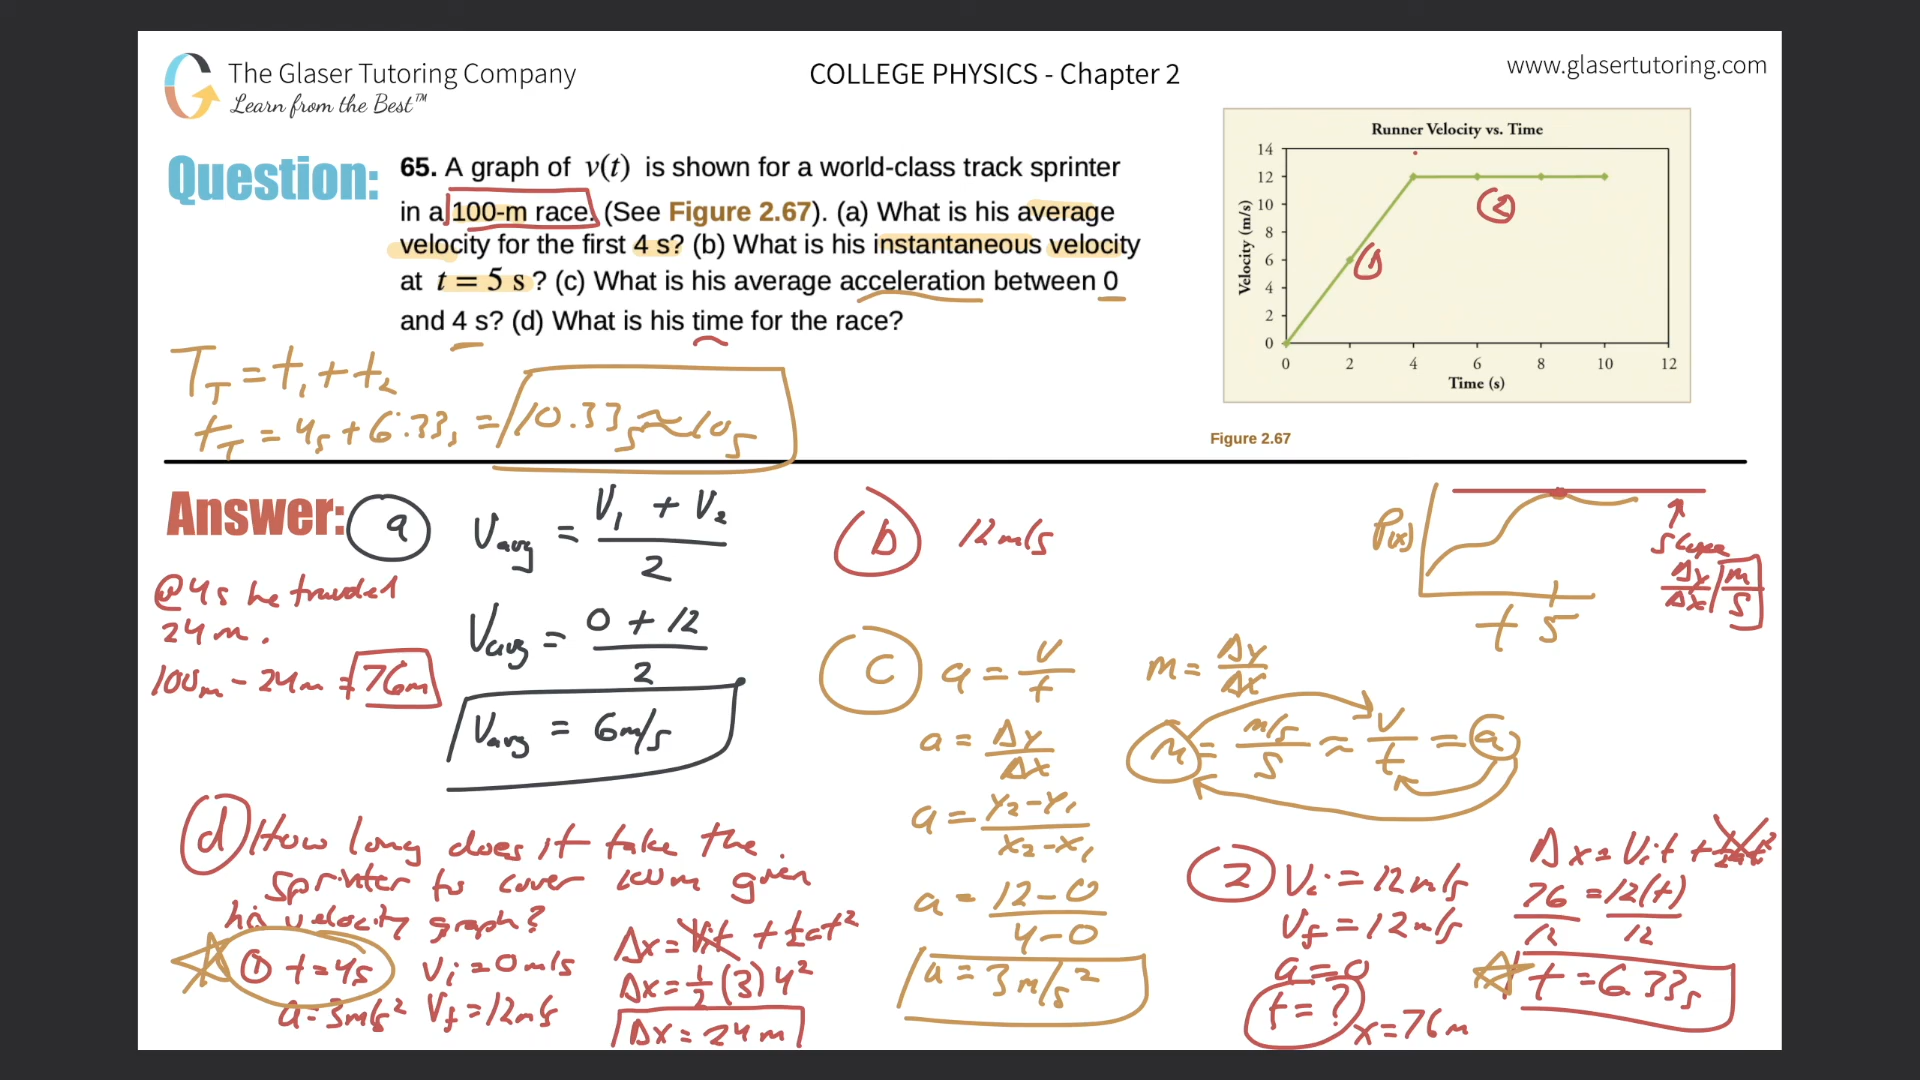 The Glaser Tutoring Company
Learn from the Best™
COLLEGE PHYSICS - Chapter 2
www.glasertutoring.com
Question:
65. A graph of v(t) is shown for a world-class track sprinter
in a 100-m race. (See Figure 2.67). (a) What is his average
velocity for the first 4 s? (b) What is his instantaneous velocity
at t = 5 s ? (c) What is his average acceleration between 0
and 4 s? (d) What is his time for the race?
Runner Velocity vs. Time
Velocity (m/s)
14
12
10
8
6
4
2
0
0 2 4 6 8 10 12
Time (s)
1
2
Figure 2.67
T_T = t₁ + t₂
t_T = 4s + 6.33s = 10.33s ≈ 10s
Answer:
a
V_avg = (V₁ + V₂)/2
V_avg = (0 + 12)/2
V_avg = 6m/s
@4s he traveled
24m.
100m - 24m = 76m
b 12m/s
P(x)
t 5
Slope
Δy/Δx | m/s
c a = v/t
a = Δy/Δx
a = (y₂-y₁)/(x₂-x₁)
a = (12-0)/(4-0)
a = 3m/s²
m = Δy/Δx
m = (m/s)/s ≈ v/t = a
d How long does it take the
sprinter to cover 100m given
his velocity graph?
① t=4s Vi=0m/s
a=3m/s² Vf=12m/s
Δx = Vit + ½at²
Δx = ½(3)4²
Δx = 24m
2 Vi = 12m/s
Vf = 12m/s
a = 0
t = ?
x = 76m
Δx = Vit + ½at²
76/12 = 12(t)/12
t = 6.33s